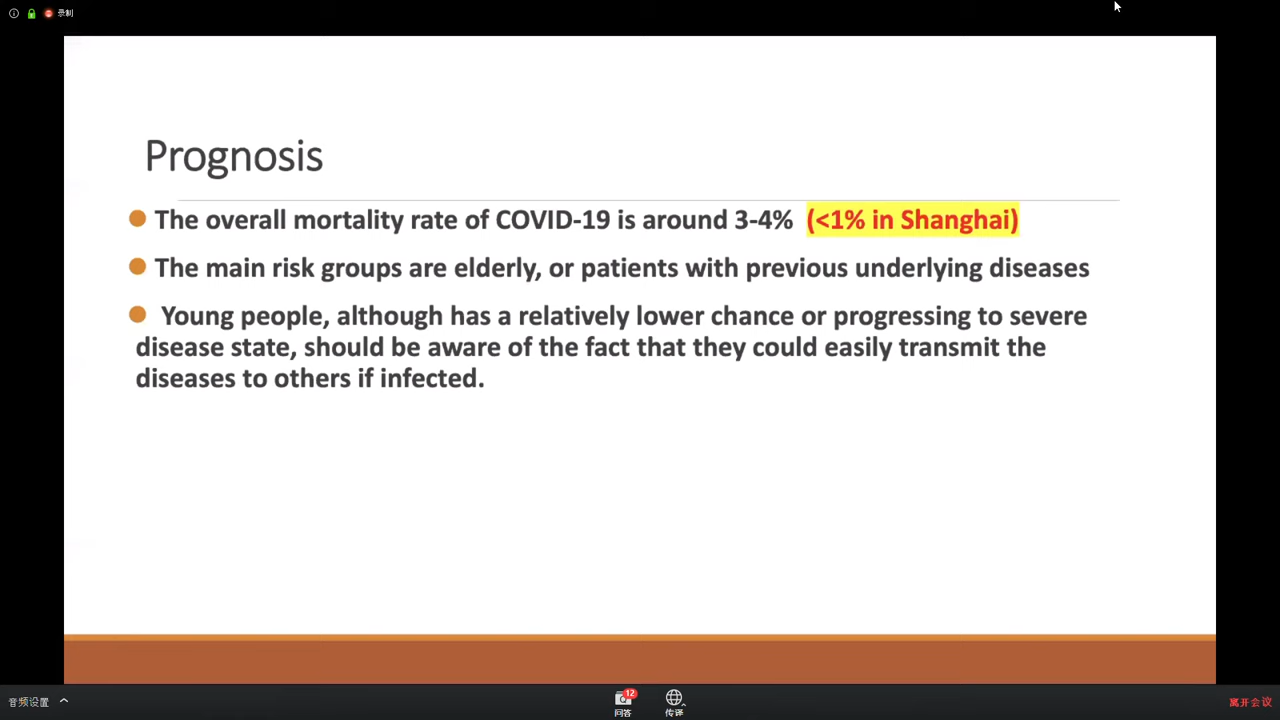 录制
Prognosis
The overall mortality rate of COVID-19 is around 3-4% (<1% in Shanghai)
The main risk groups are elderly, or patients with previous underlying diseases
Young people, although has a relatively lower chance or progressing to severe
disease state, should be aware of the fact that they could easily transmit the
diseases to others if infected.
音频设置
12
问答
传译
离开会议